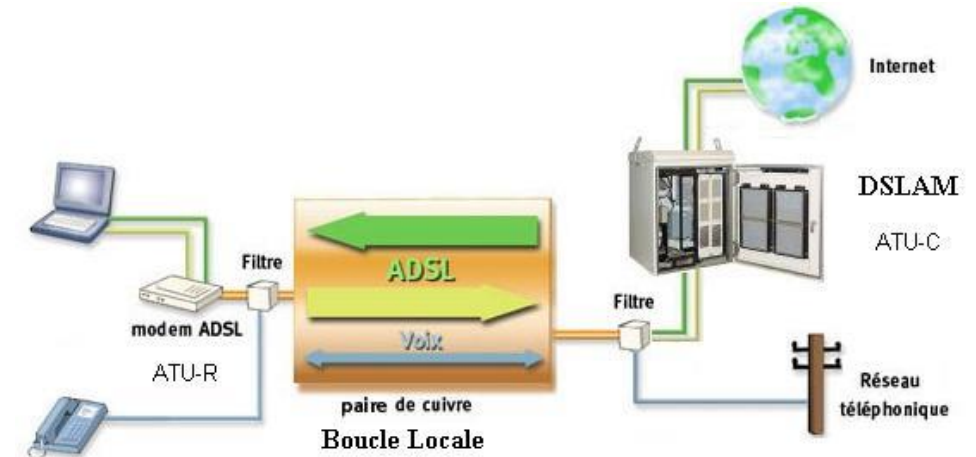 Internet
DSLAM
ATU-C
Filtre
ADSL
Filtre
modem ADSL
Voix
ATU-R
Réseau
téléphonique
paire de cuivre
Boucle Locale